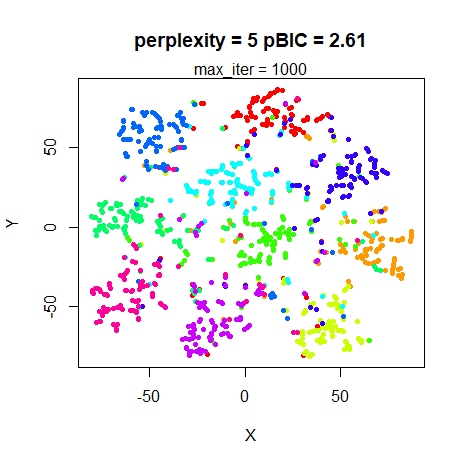 perplexity = 5 pBIC = 2.61
max_iter = 1000
50
0
-50
Y
-50
0
50
X